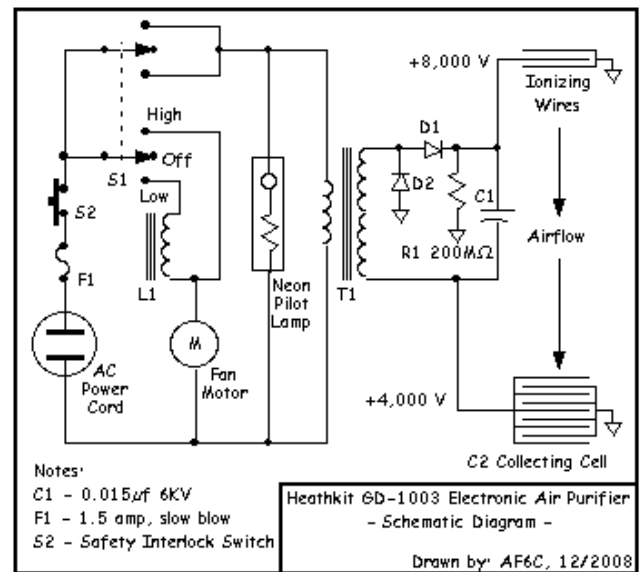 +8,000 V
Ionizing
Wires
High
D1
Off
S1
D2
C1
Low
S2
Airflow
R1 200MΩ
F1
L1
Neon
Pilot
Lamp
T1
M
AC
Power
Cord
Fan
Motor
+4,000 V
C2 Collecting Cell
Notes:
C1 - 0.015µf 6KV
F1 - 1.5 amp, slow blow
S2 - Safety Interlock Switch
Heathkit GD-1003 Electronic Air Purifier
- Schematic Diagram -
Drawn by: AF6C, 12/2008